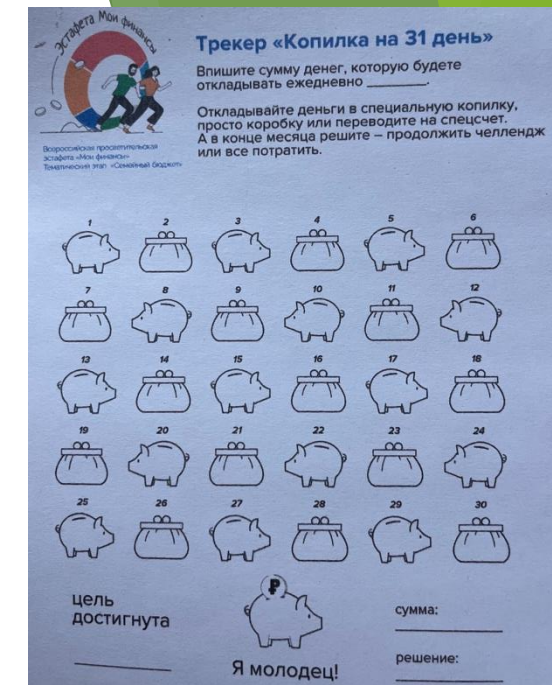 Эстафета Мои финансы
Трекер «Копилка на 31 день»
Впишите сумму денег, которую будете
откладывать ежедневно ________.
Откладывайте деньги в специальную копилку,
просто коробку или переводите на спецсчет.
А в конце месяца решите – продолжить челлендж
или все потратить.
Всероссийская просветительская
эстафета «Мои финансы»
Тематический этап «Семейный бюджет»
1 2 3 4 5 6
7 8 9 10 11 12
13 14 15 16 17 18
19 20 21 22 23 24
25 26 27 28 29 30
₽
цель
достигнута
сумма:
решение:
Я молодец!